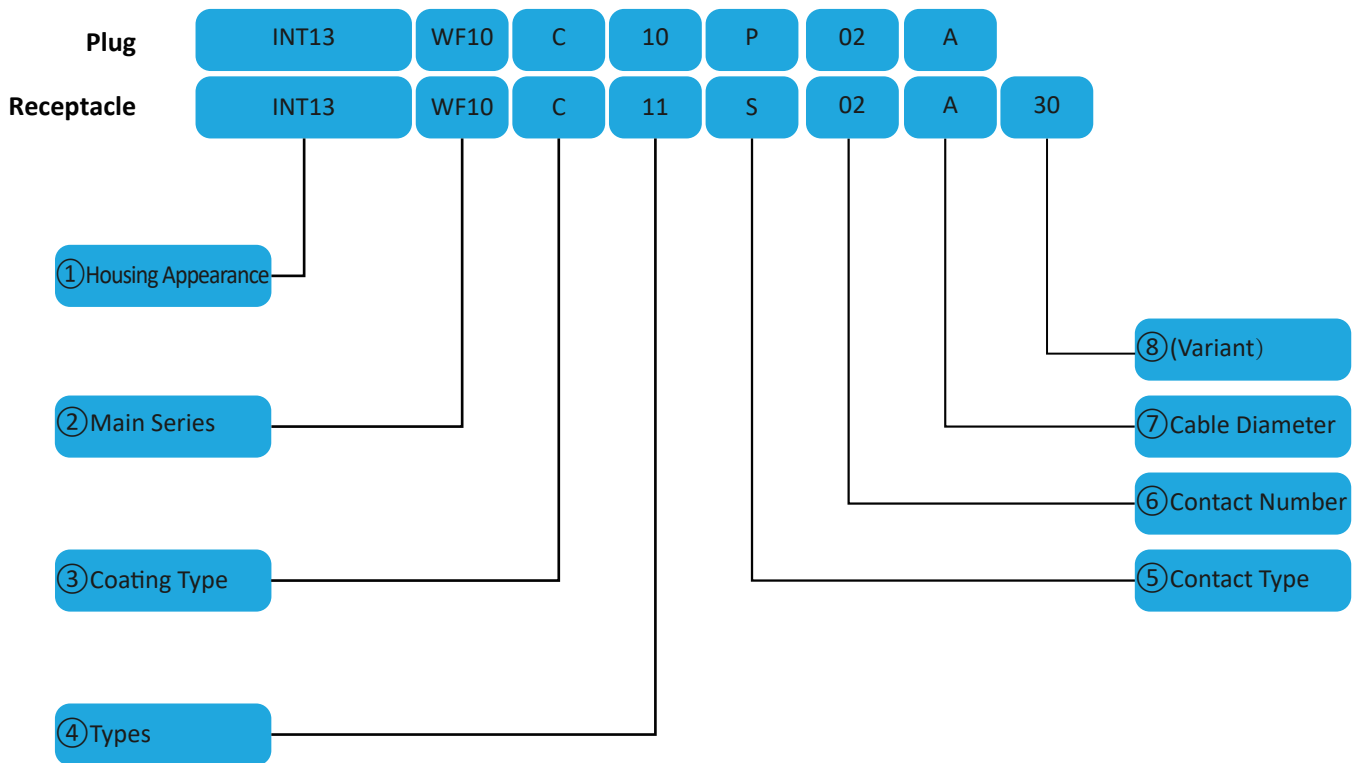 Plug INT13 WF10 C 10 P 02 A
Receptacle INT13 WF10 C 11 S 02 A 30
①Housing Appearance
⑧(Variant）
②Main Series
⑦Cable Diameter
⑥Contact Number
③Coating Type
⑤Contact Type
④Types